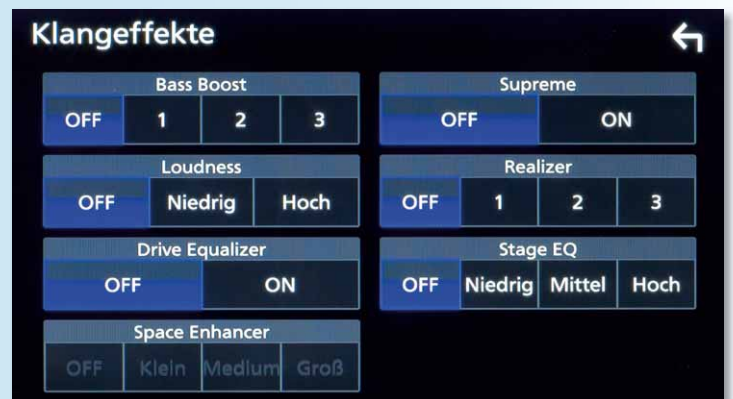 Klangeffekte
Bass Boost
OFF 1 2 3
Supreme
OFF ON
Loudness
OFF Niedrig Hoch
Realizer
OFF 1 2 3
Drive Equalizer
OFF ON
Stage EQ
OFF Niedrig Mittel Hoch
Space Enhancer
OFF Klein Medium Groß